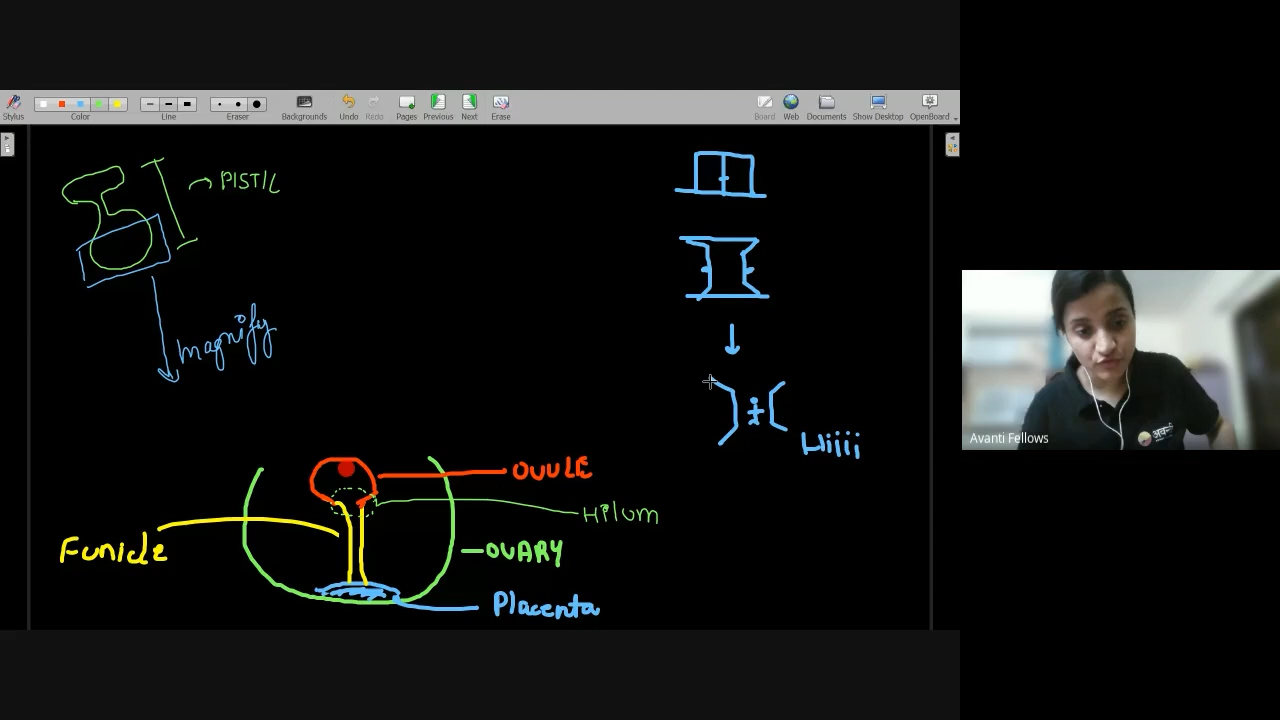 Stylus
Color
Line
Eraser
Backgrounds
Undo
Redo
Pages
Previous
Next
Erase
Board
Web
Documents
Show Desktop
OpenBoard
PISTIL
magnify
Hiiii
OVULE
Hilum
Funicle
OVARY
Placenta
Avanti Fellows